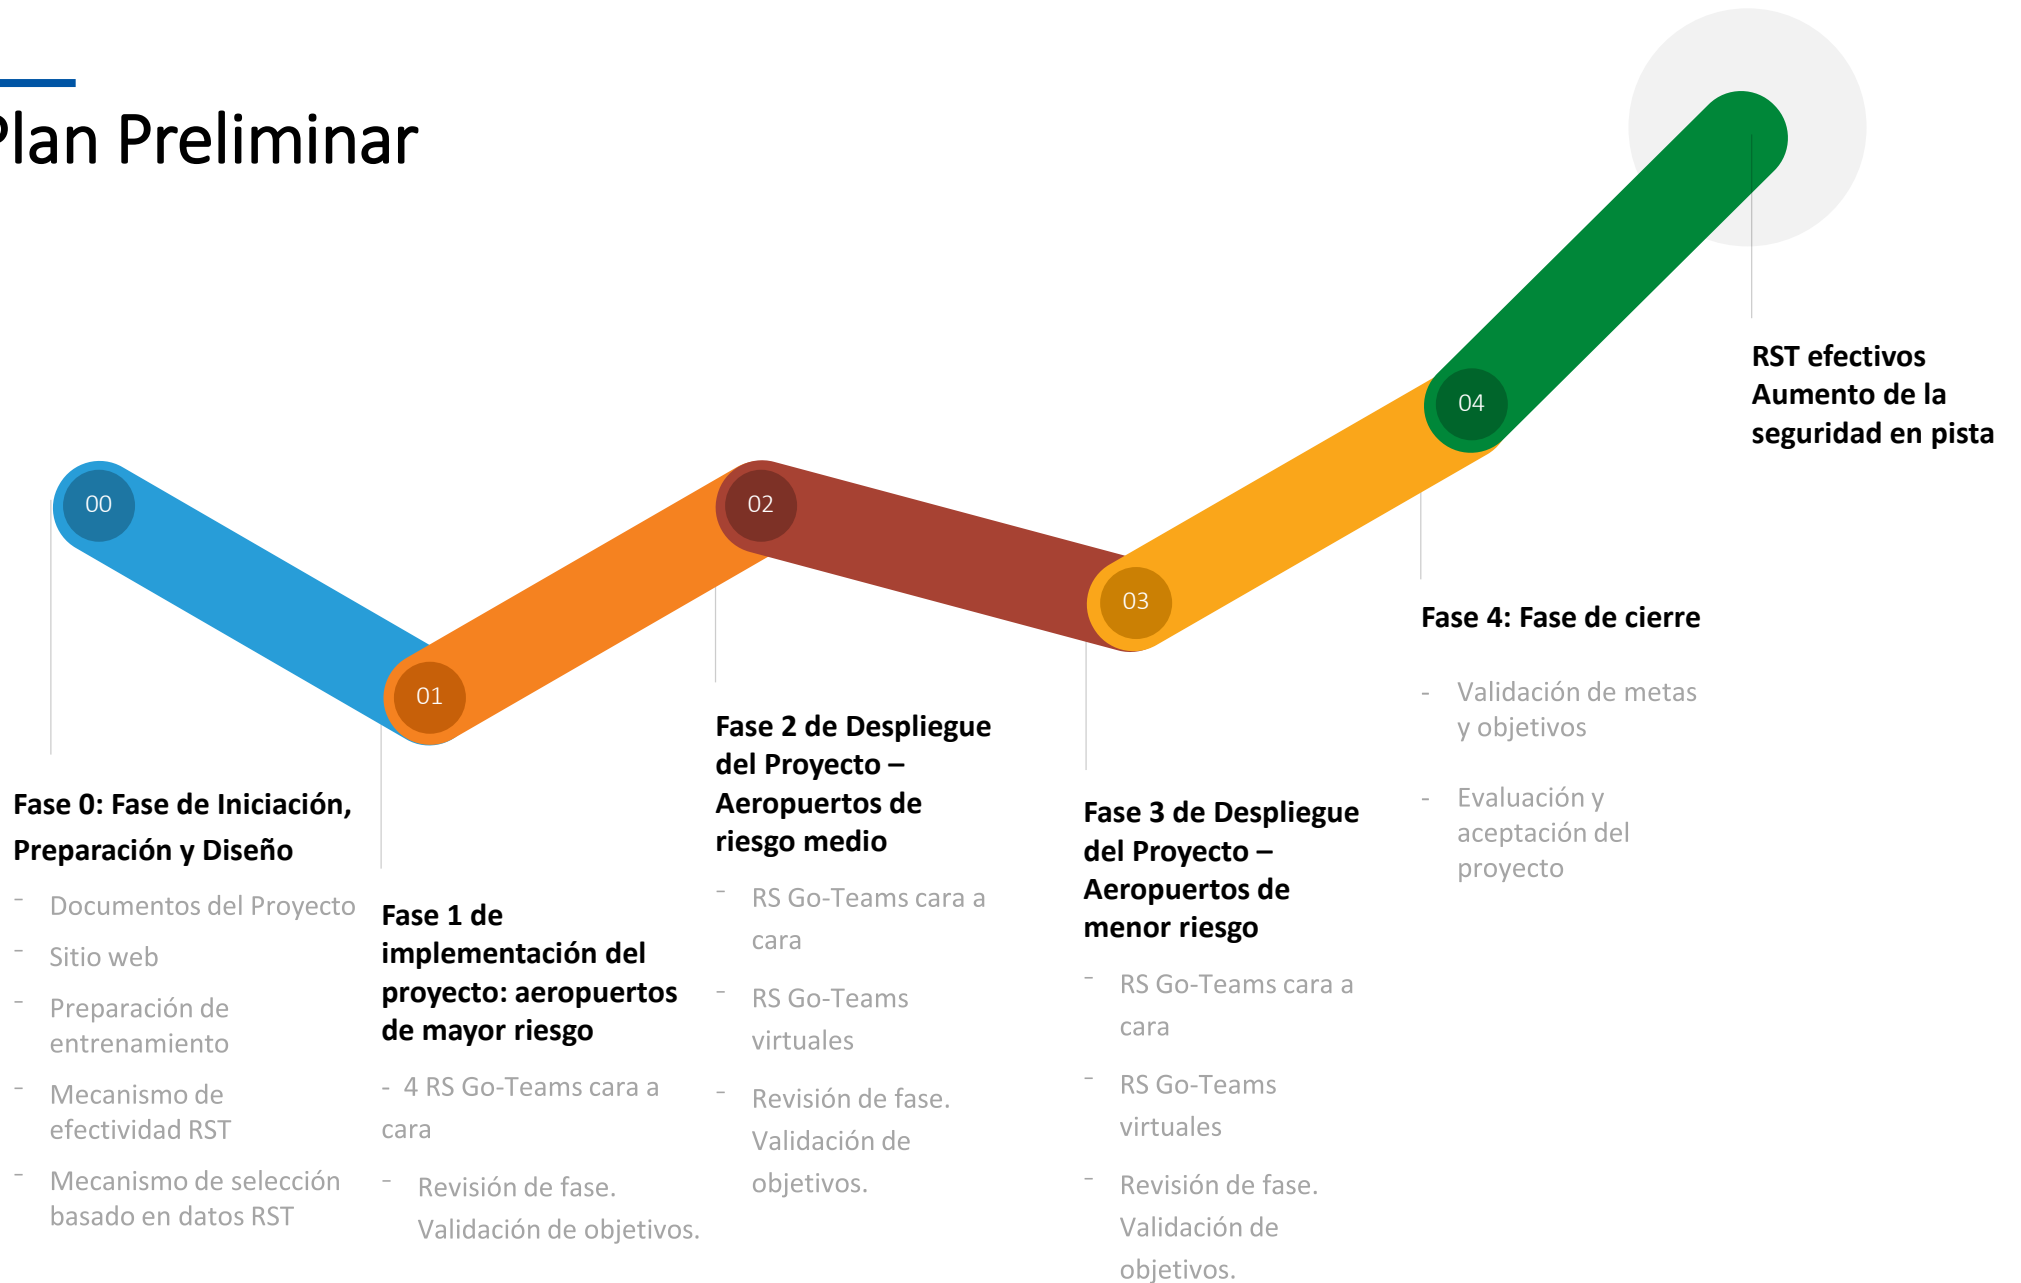 Plan Preliminar
00
Fase 0: Fase de Iniciación,
Preparación y Diseño
- Documentos del Proyecto
- Sitio web
- Preparación de
entrenamiento
- Mecanismo de
efectividad RST
- Mecanismo de selección
basado en datos RST
01
Fase 1 de
implementación del
proyecto: aeropuertos
de mayor riesgo
- 4 RS Go-Teams cara a
cara
- Revisión de fase.
Validación de objetivos.
02
Fase 2 de Despliegue
del Proyecto –
Aeropuertos de
riesgo medio
- RS Go-Teams cara a
cara
- RS Go-Teams
virtuales
- Revisión de fase.
Validación de
objetivos.
03
Fase 3 de Despliegue
del Proyecto –
Aeropuertos de
menor riesgo
- RS Go-Teams cara a
cara
- RS Go-Teams
virtuales
- Revisión de fase.
Validación de
objetivos.
04
Fase 4: Fase de cierre
- Validación de metas
y objetivos
- Evaluación y
aceptación del
proyecto
RST efectivos
Aumento de la
seguridad en pista